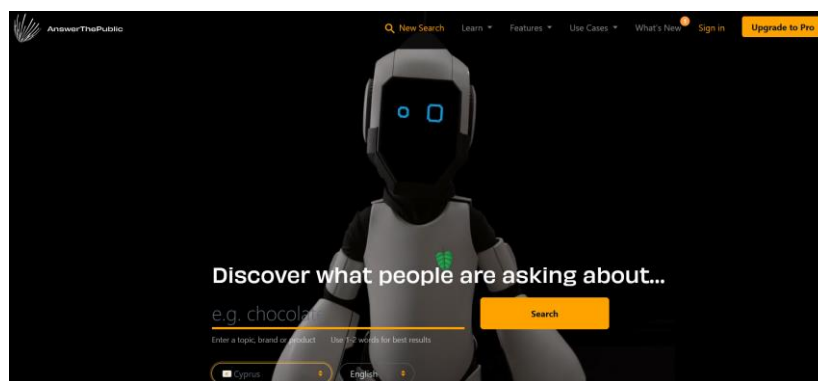 AnswerThePublic
New Search Learn Features Use Cases What's New Sign in Upgrade to Pro
Discover what people are asking about...
e.g. chocolat
Search
Enter a topic, brand or product Use 1-2 words for best results
Cyprus English